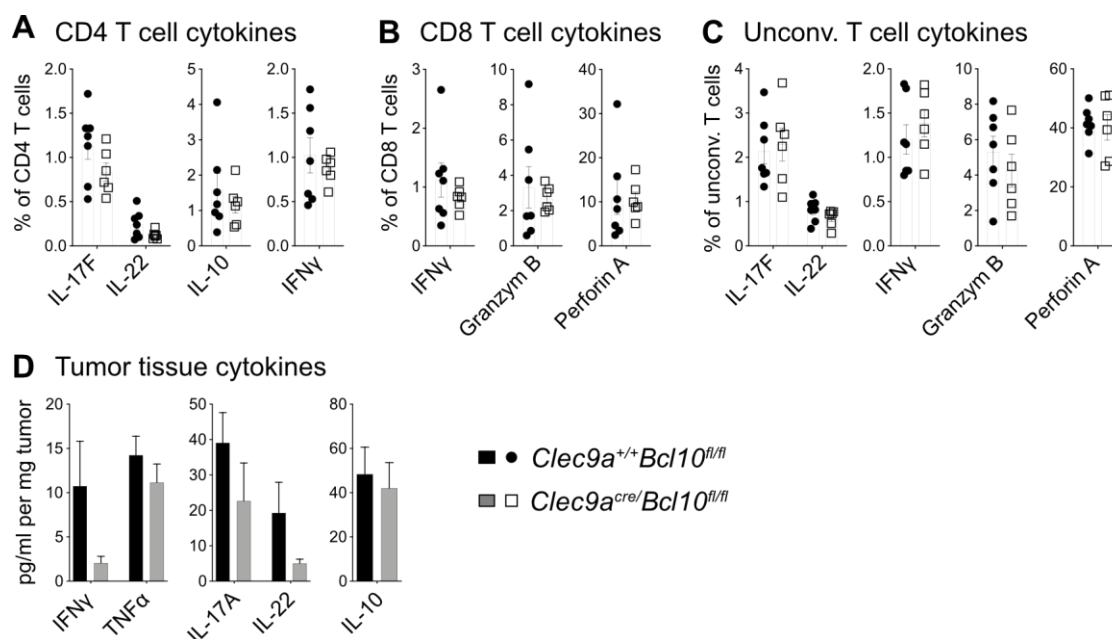 A CD4 T cell cytokines
% of CD4 T cells
2.0
1.5
1.0
0.5
0.0
IL-17F
IL-22
5
4
3
2
1
0
IL-10
2.0
1.5
1.0
0.5
0.0
IFNγ
B CD8 T cell cytokines
% of CD8 T cells
3
2
1
0
IFNγ
10
8
6
4
2
0
Granzym B
40
30
20
10
0
Perforin A
C Unconv. T cell cytokines
% of unconv. T cells
4
3
2
1
0
IL-17F
IL-22
2.0
1.5
1.0
0.5
0.0
IFNγ
10
8
6
4
2
0
Granzym B
60
40
20
0
Perforin A
D Tumor tissue cytokines
pg/ml per mg tumor
20
15
10
5
0
IFNγ
TNFα
50
40
30
20
10
0
IL-17A
IL-22
80
60
40
20
0
IL-10
Clec9a+/+Bcl10fl/fl
Clec9acre/Bcl10fl/fl